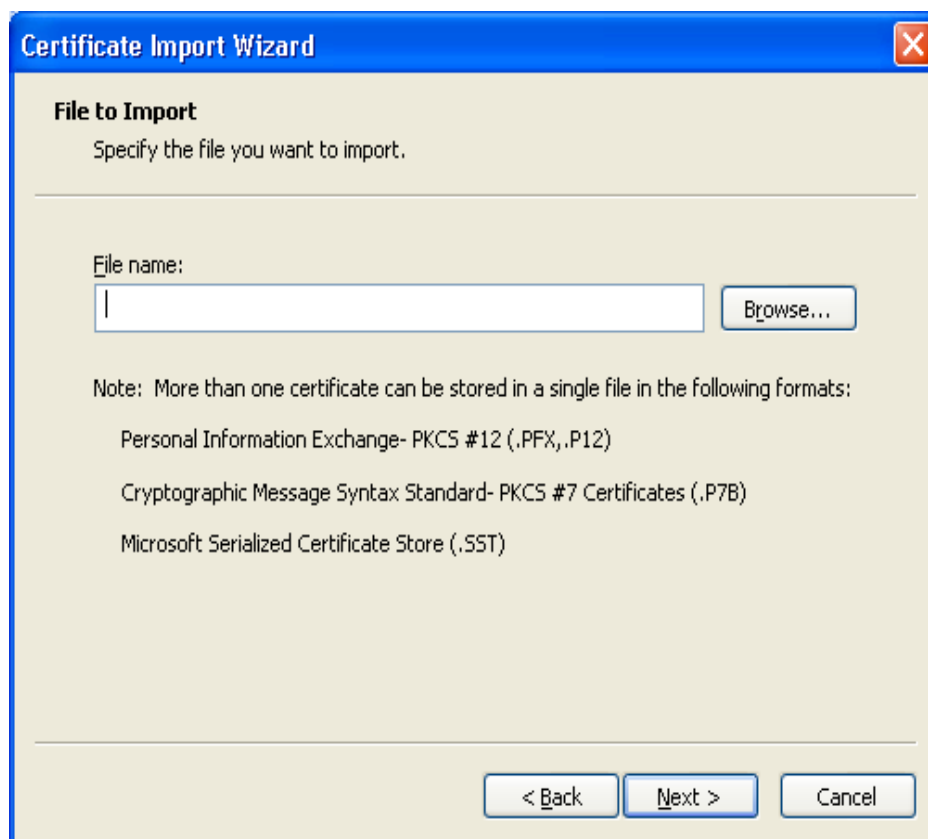 Certificate Import Wizard
File to Import
Specify the file you want to import.
File name:
Browse...
Note:  More than one certificate can be stored in a single file in the following formats:
Personal Information Exchange- PKCS #12 (.PFX,.P12)
Cryptographic Message Syntax Standard- PKCS #7 Certificates (.P7B)
Microsoft Serialized Certificate Store (.SST)
< Back
Next >
Cancel